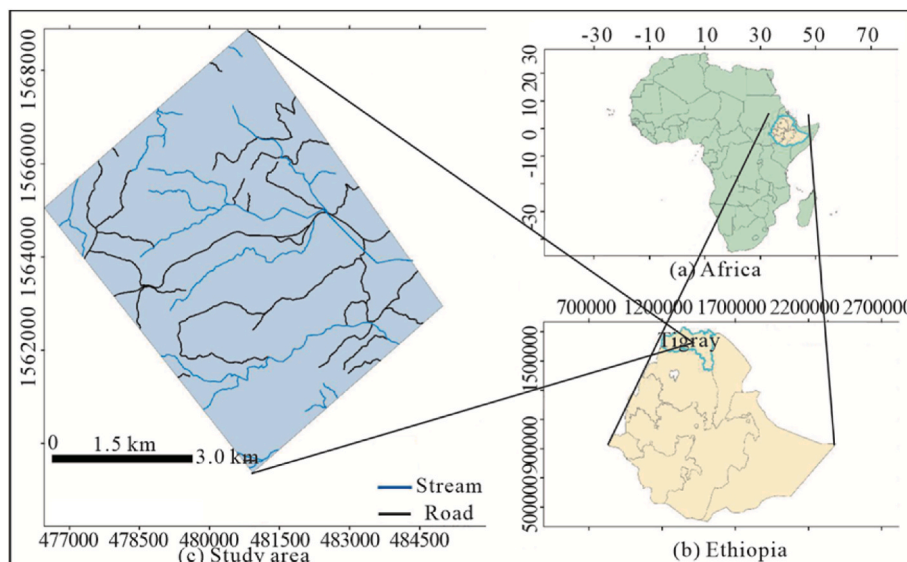 1568000
1566000
1564000
1562000
0
1.5 km
3.0 km
Stream
Road
477000 478500 480000 481500 483000 484500
(c) Study area
-30 -10 10 30 50 70
30
10
0
-10
-30
(a) Africa
700000 1200000 1700000 2200000 2700000
1500000
900000
500000
Tigray
(b) Ethiopia